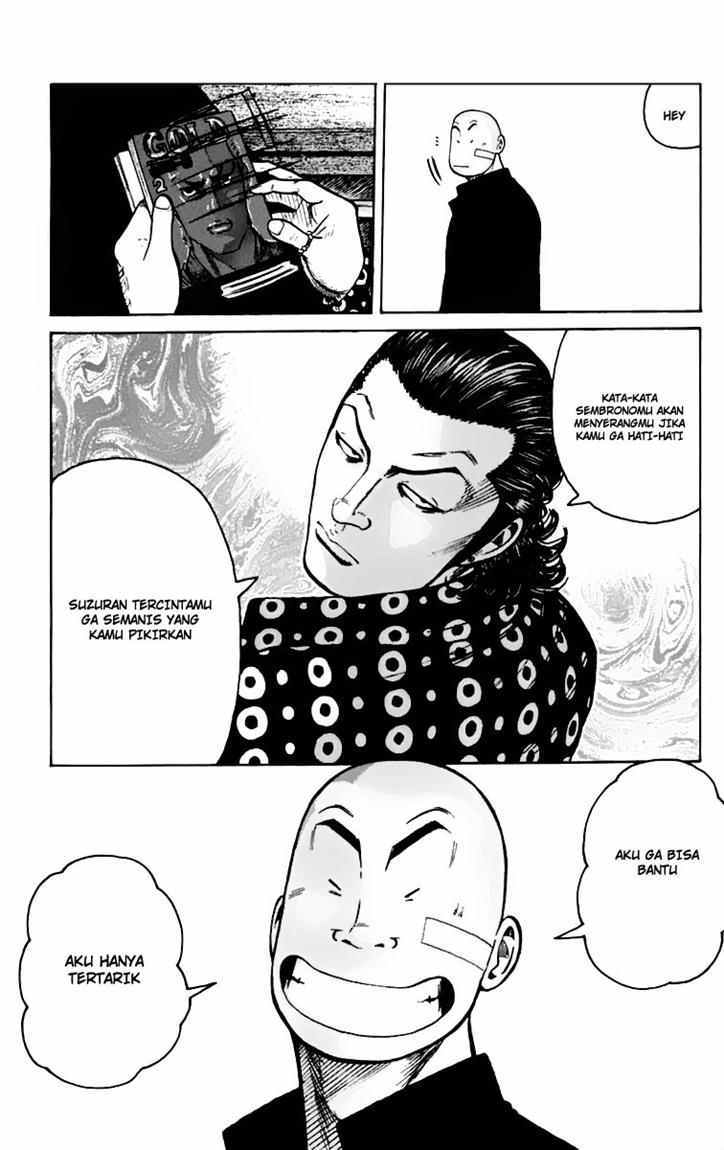 HEY
GOLD
2
KATA-KATA
SEMBRONOMU AKAN
MENYERANGMU JIKA
KAMU GA HATI-HATI
SUZURAN TERCINTAMU
GA SEMANIS YANG
KAMU PIKIRKAN
AKU GA BISA
BANTU
AKU HANYA
TERTARIK